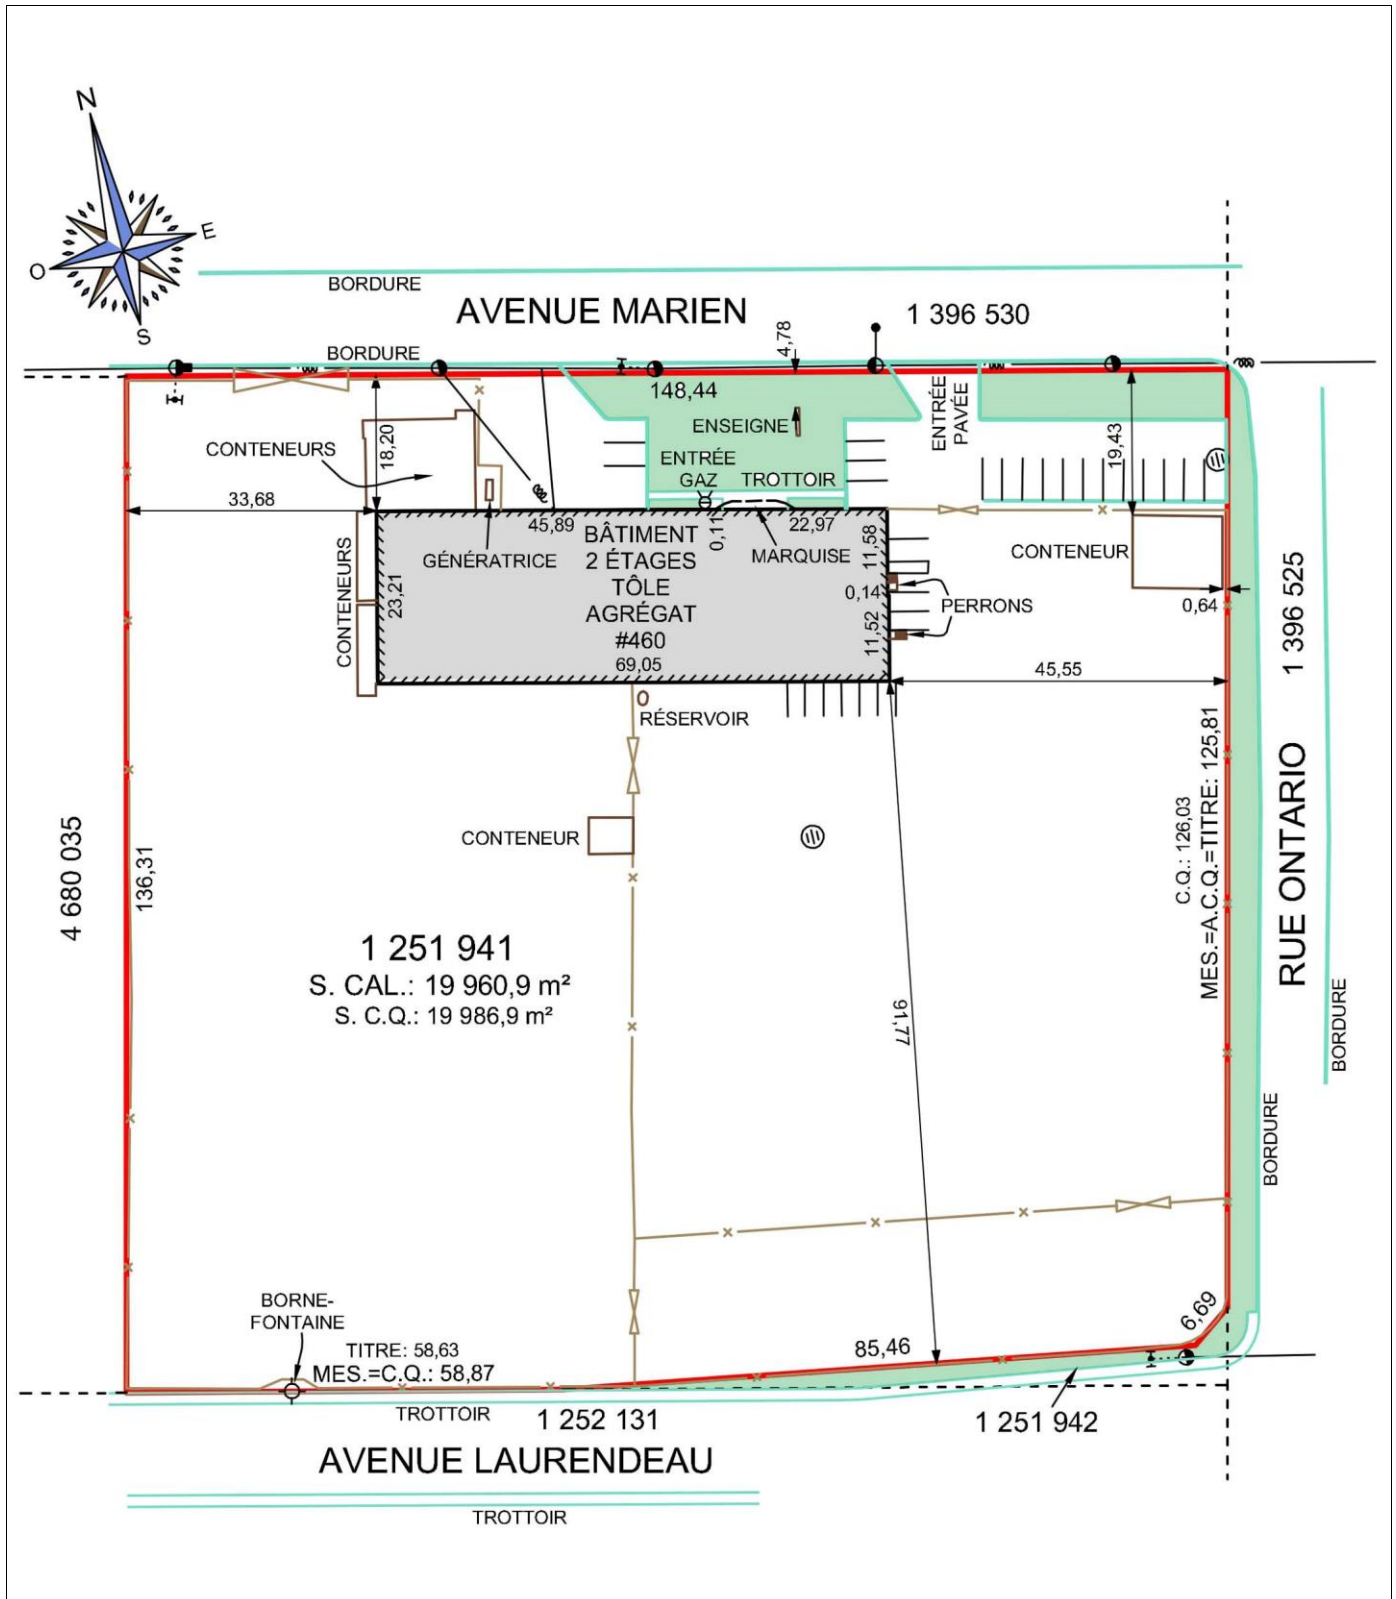 N
E
O
S
BORDURE
AVENUE MARIEN
1 396 530
BORDURE
4,78
148,44
ENSEIGNE
ENTRÉE
PAVÉE
CONTENEURS
18,20
19,43
ENTRÉE
GAZ
TROTTOIR
33,68
45,89
0,11
22,97
CONTENEURS
GÉNÉRATRICE
BÂTIMENT
2 ÉTAGES
TÔLE
AGRÉGAT
#460
69,05
MARQUISE
11,58
CONTENEUR
23,21
0,14
PERRONS
0,64
11,52
45,55
1 396 525
RÉSERVOIR
CONTENEUR
4 680 035
136,31
C.Q.: 126,03
MES.=A.C.Q.=TITRE: 125,81
RUE ONTARIO
1 251 941
S. CAL.: 19 960,9 m²
S. C.Q.: 19 986,9 m²
91,77
BORDURE
BORDURE
BORNE-
FONTAINE
TITRE: 58,63
MES.=C.Q.: 58,87
85,46
6,69
TROTTOIR
1 252 131
1 251 942
AVENUE LAURENDEAU
TROTTOIR